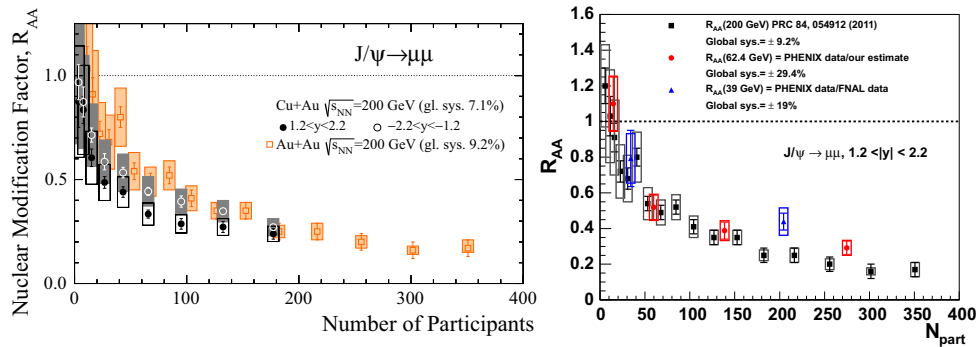 Nuclear Modification Factor, R_AA
1.0
0.5
0.0
J/ψ→μμ
Cu+Au √s_NN=200 GeV (gl. sys. 7.1%)
1.2<y<2.2 -2.2<y<-1.2
Au+Au √s_NN=200 GeV (gl. sys. 9.2%)
0 100 200 300 400
Number of Participants
R_AA
1.6
1.4
1.2
1
0.8
0.6
0.4
0.2
0
R_AA(200 GeV) PRC 84, 054912 (2011)
Global sys.= ± 9.2%
R_AA(62.4 GeV) = PHENIX data/our estimate
Global sys.= ± 29.4%
R_AA(39 GeV) = PHENIX data/FNAL data
Global sys.= ± 19%
J/ψ → μμ, 1.2 <|y| < 2.2
0 50 100 150 200 250 300 350 400
N_part